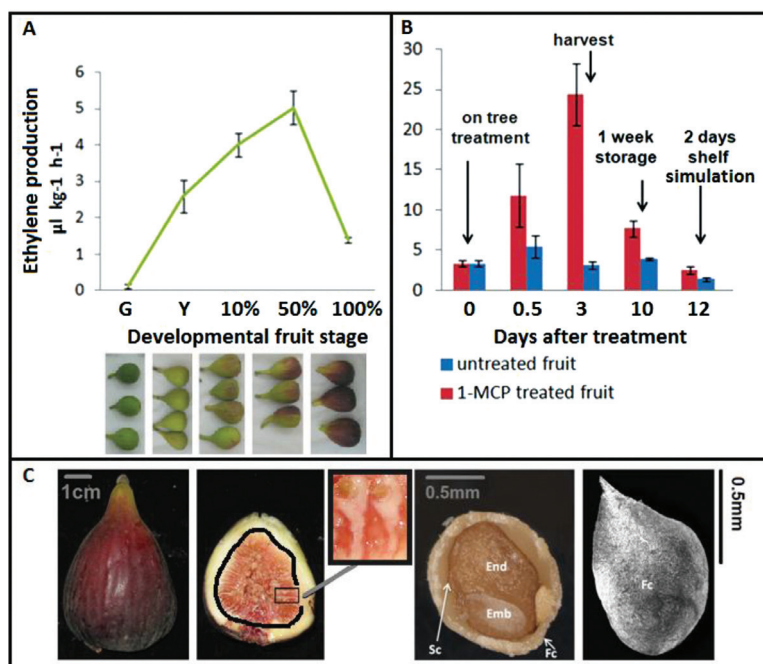 A
Ethylene production
µl kg-1 h-1
6
5
4
3
2
1
0
G Y 10% 50% 100%
Developmental fruit stage
B
30
25
20
15
10
5
0
harvest
on tree
treatment
1 week
storage
2 days
shelf
simulation
0 0.5 3 10 12
Days after treatment
untreated fruit
1-MCP treated fruit
C
1cm
0.5mm
End
Emb
Sc
Fc
Fc
0.5mm